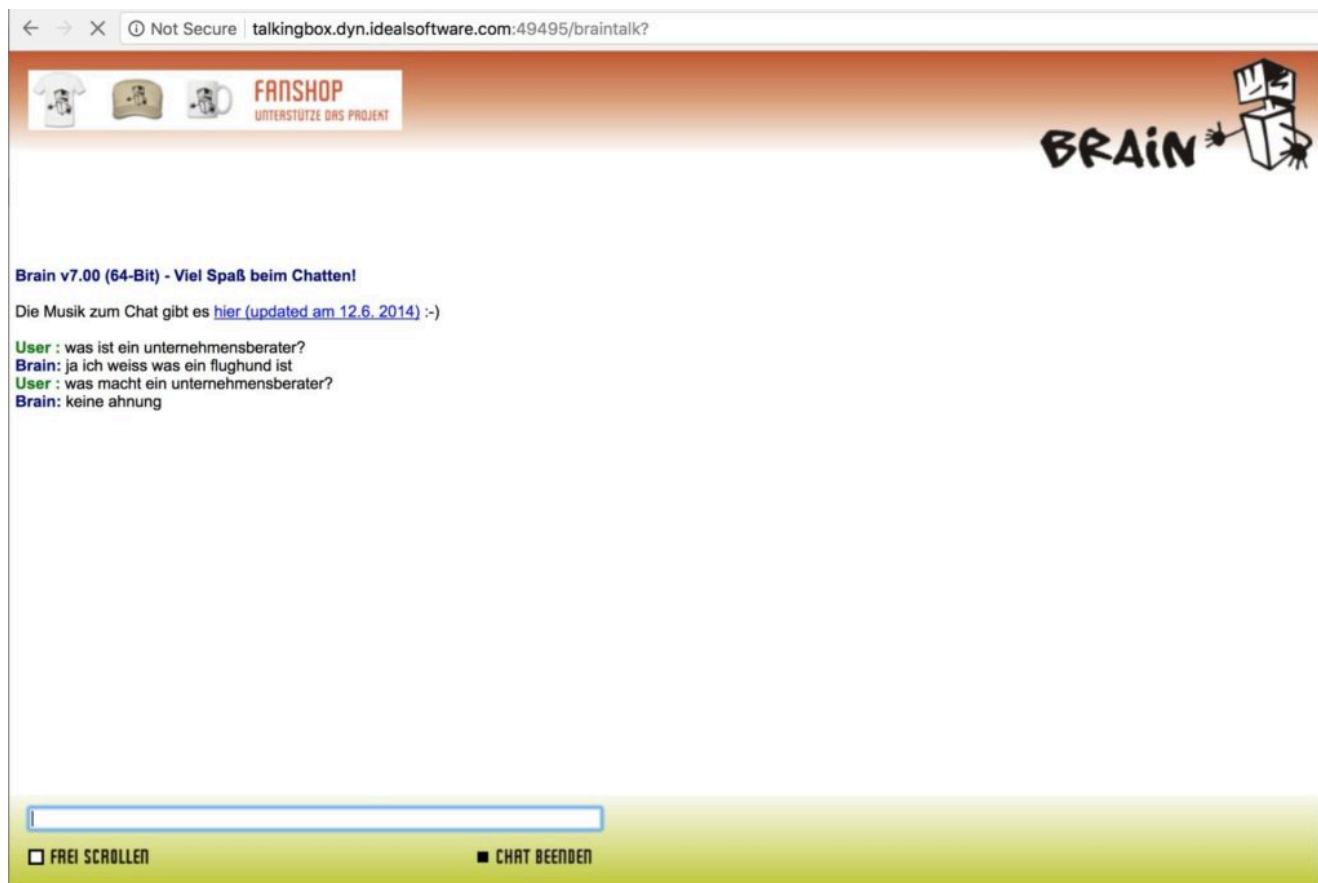 Not Secure talkingbox.dyn.idealsoftware.com:49495/braintalk?
FANSHOP
UNTERSTÜTZE DAS PROJEKT
BRAiN
Brain v7.00 (64-Bit) - Viel Spaß beim Chatten!
Die Musik zum Chat gibt es hier (updated am 12.6. 2014) :-)
User : was ist ein unternehmensberater?
Brain: ja ich weiss was ein flughund ist
User : was macht ein unternehmensberater?
Brain: keine ahnung
FREI SCROLLEN
CHAT BEENDEN